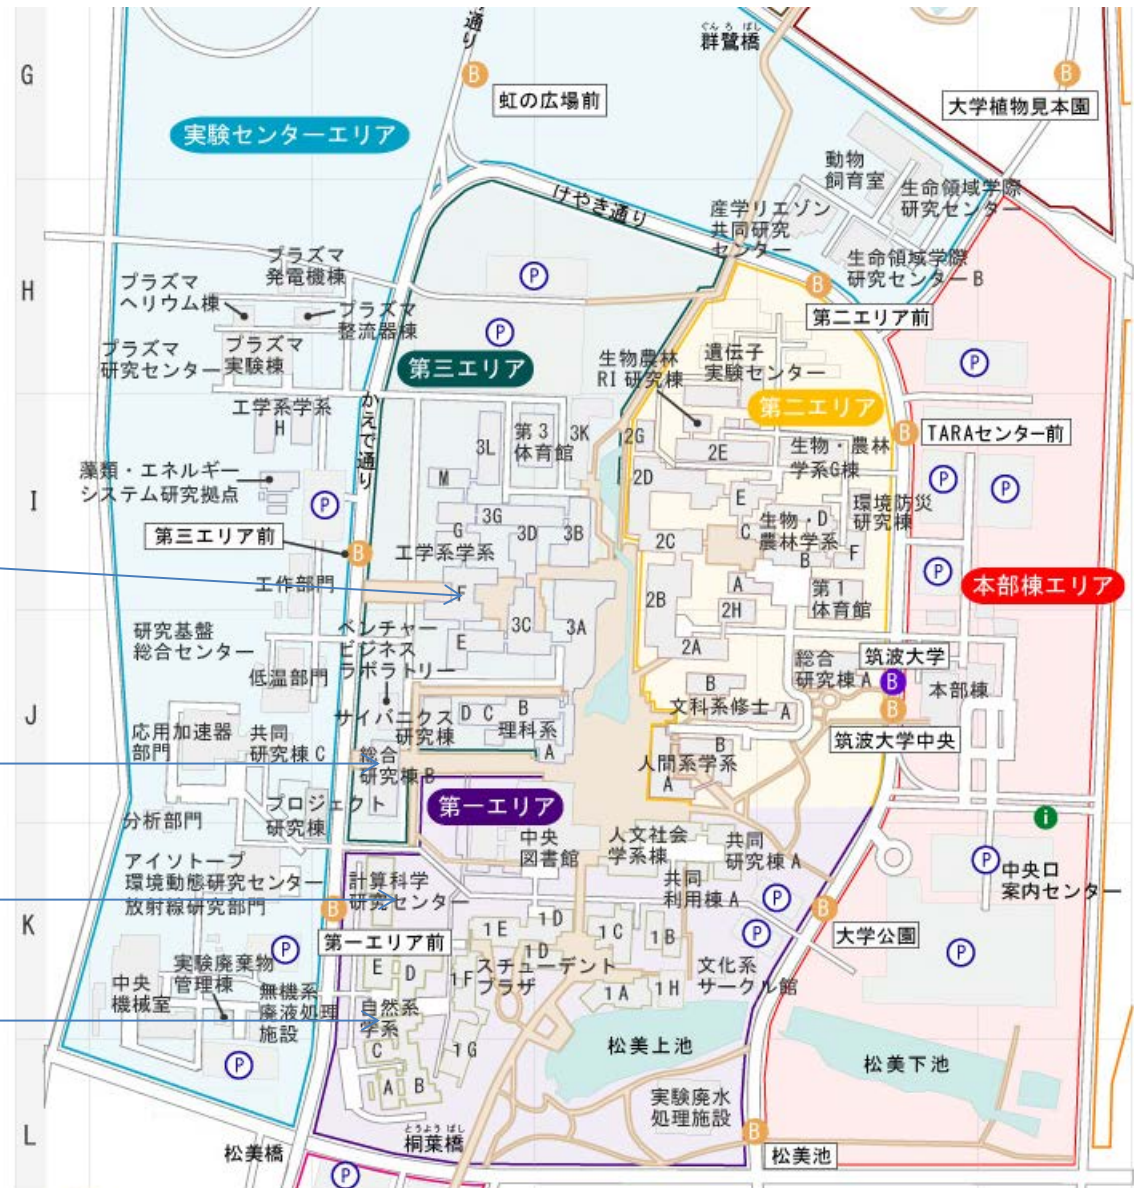 通り
ぐんろばし
群鷺橋
G
B
B
虹の広場前
大学植物見本園
実験センターエリア
動物
飼育室
生命領域学際
研究センター
けやき通り
産学リエゾン
共同研究
センター
生命領域学際
研究センターB
H
プラズマ
発電機棟
プラズマ
ヘリウム棟
P
B
プラズマ
整流器棟
第二エリア前
P
プラズマ
研究センター
プラズマ
実験棟
第三エリア
生物農林
RI 研究棟
遺伝子
実験センター
P
工学系学系
H
かえで通り
第二エリア
3L
第3
体育館
3K
2G
2E
生物・農林
学系G棟
B
TARAセンター前
藻類・エネルギー
システム研究拠点
M
2D
E
環境防災
研究棟
P
P
I
P
3G
G
3D
3B
生物・
農林学系
D
C
B
F
第三エリア前
B
工学系学系
2C
P
工作部門
F
A
第1
体育館
本部棟エリア
2B
2H
研究基盤
総合センター
ベンチャー
ビジネス
ラボラトリー
E
3C
3A
2A
低温部門
総合
研究棟A
筑波大学
B
本部棟
J
B
サイバニクス
研究棟
D
C
B
理科系
文科系修士
A
B
応用加速器
部門
共同
研究棟C
A
B
筑波大学中央
総合
研究棟B
人間系学系
A
プロジェクト
研究棟
第一エリア
分析部門
中央
図書館
人文社会
学系棟
共同
研究棟A
i
アイソトープ
環境動態研究センター
放射線研究部門
計算科学
研究センター
共同
利用棟A
P
P
中央口
案内センター
K
B
第一エリア前
1E
1D
1D
1C
1B
P
B
大学公園
P
P
実験廃棄物
管理棟
中央
機械室
無機系
廃液処理
施設
E
D
1F
スチューデント
プラザ
1A
1H
文化系
サークル館
自然系
学系
C
1G
松美上池
P
松美下池
A
B
実験廃水
処理施設
とうようばし
桐葉橋
L
B
松美橋
松美池
P